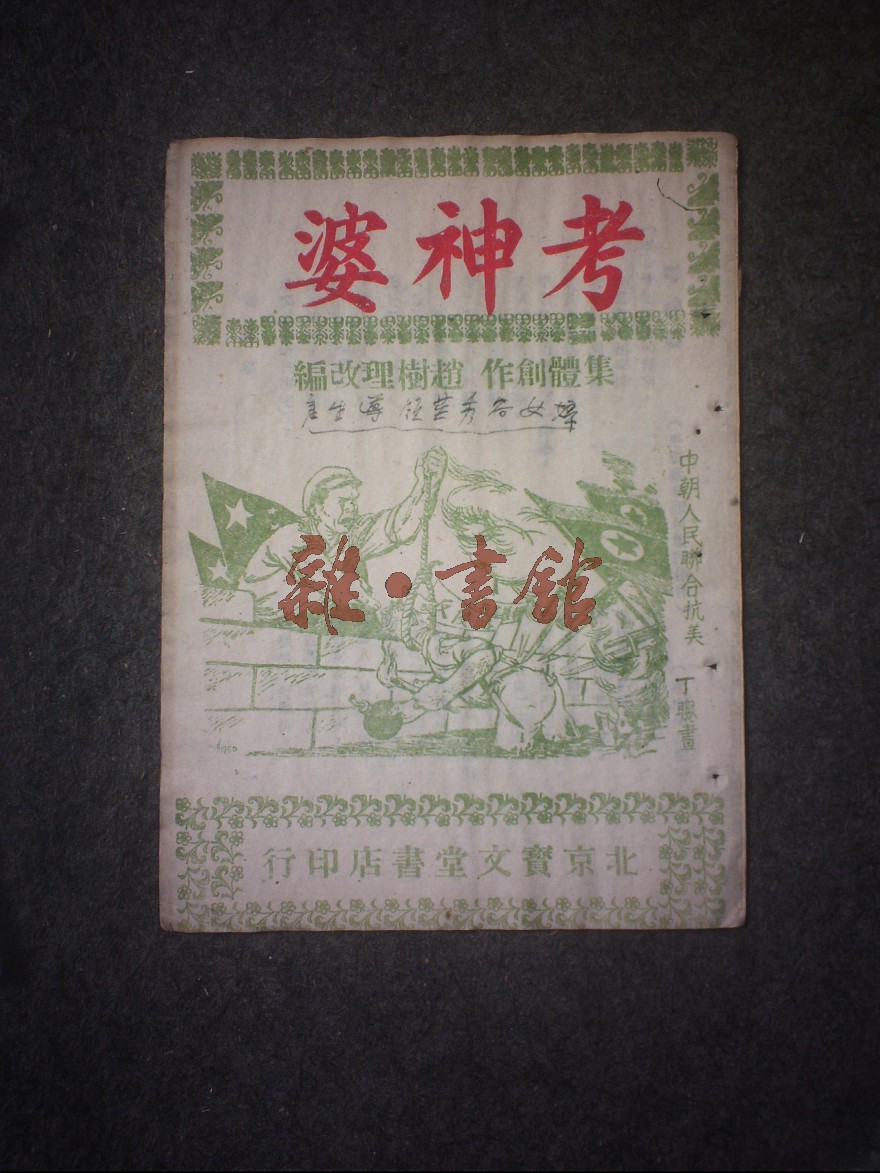 考神婆
集體創作 趙樹理改編
中朝人民聯合抗美 丁聰畫
雜·書館
北京寶文堂書店印行